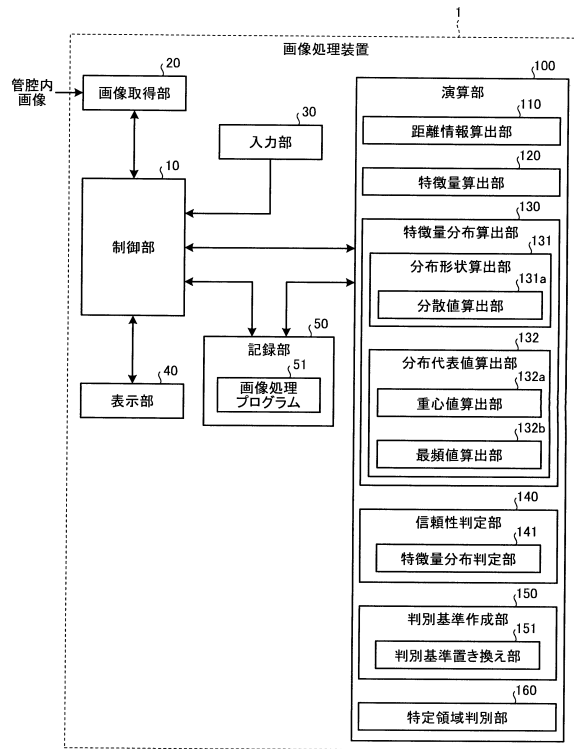 1
画像処理装置
管腔内
画像
20
画像取得部
30
入力部
10
制御部
40
表示部
50
記録部
51
画像処理
プログラム
100
演算部
110
距離情報算出部
120
特徴量算出部
130
特徴量分布算出部
131
分布形状算出部
131a
分散値算出部
132
分布代表値算出部
132a
重心値算出部
132b
最頻値算出部
140
信頼性判定部
141
特徴量分布判定部
150
判別基準作成部
151
判別基準置き換え部
160
特定領域判別部